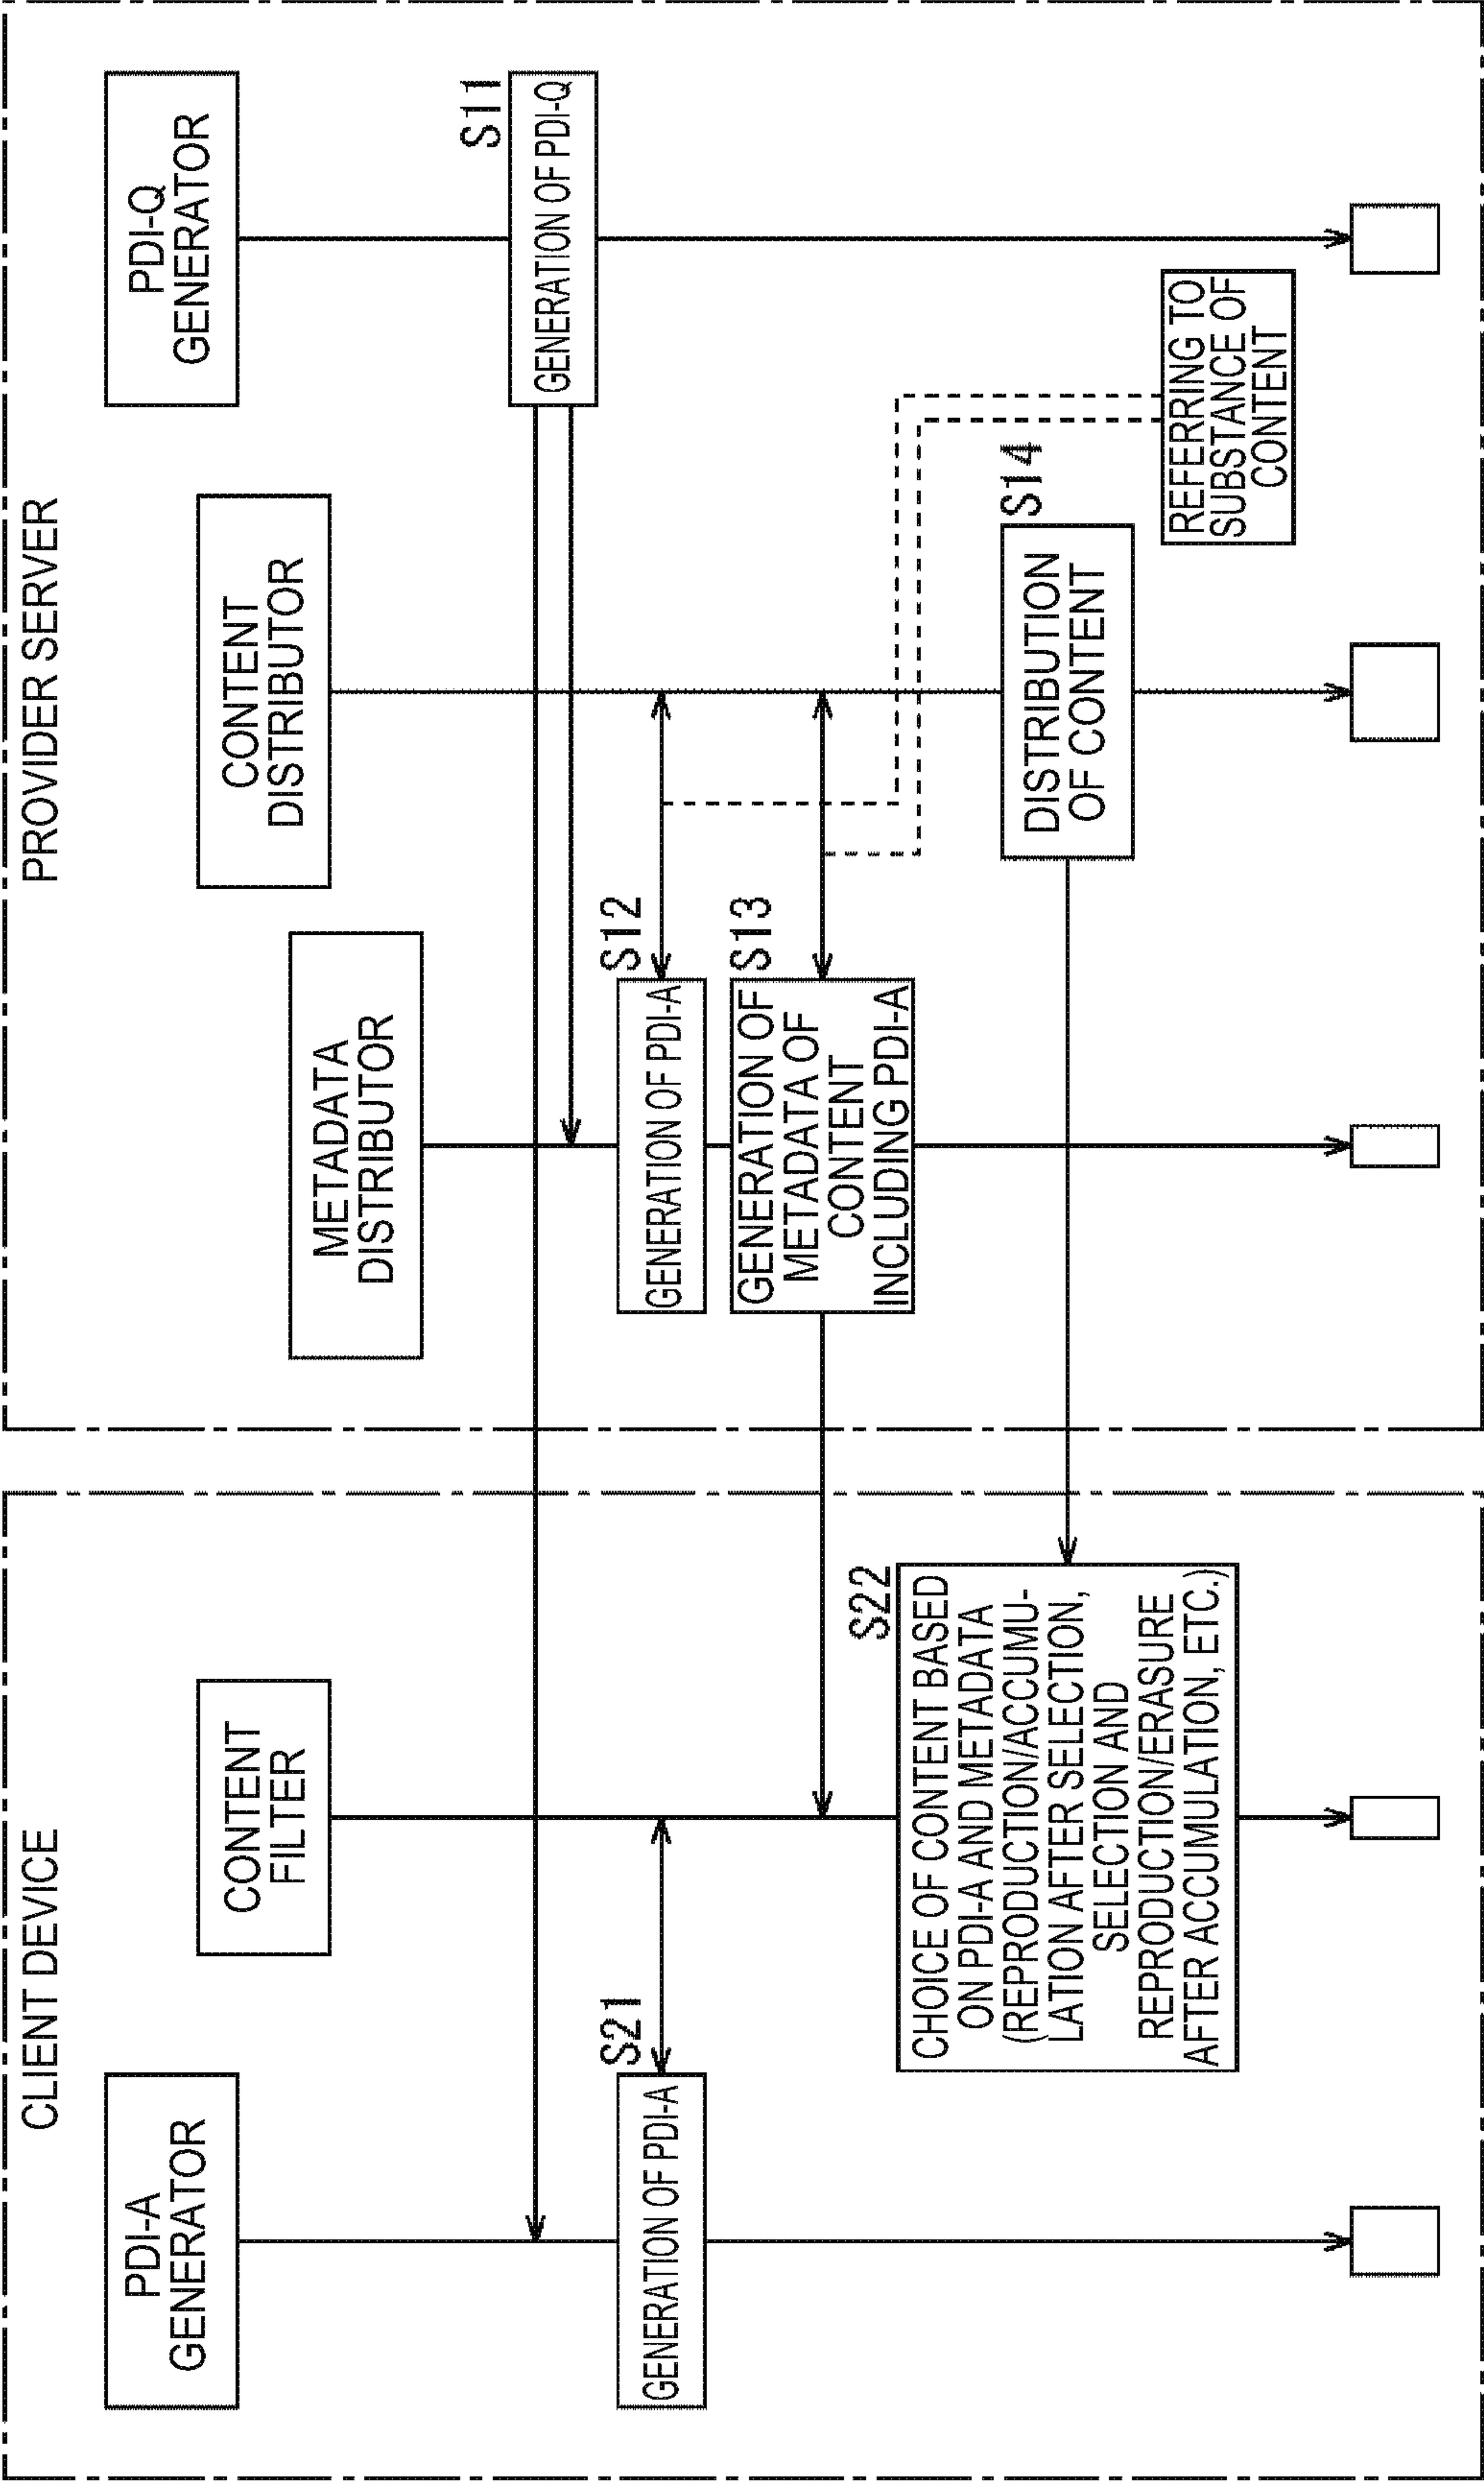 CLIENT DEVICE
PROVIDER SERVER
PDI-A
GENERATOR
CONTENT
FILTER
METADATA
DISTRIBUTOR
CONTENT
DISTRIBUTOR
PDI-Q
GENERATOR
S11
GENERATION OF PDI-Q
S21
GENERATION OF PDI-A
S12
GENERATION OF PDI-A
S13
GENERATION OF
METADATA OF
CONTENT
INCLUDING PDI-A
S22
CHOICE OF CONTENT BASED
ON PDI-A AND METADATA
(REPRODUCTION/ACCUMU-
LATION AFTER SELECTION,
SELECTION AND
REPRODUCTION/ERASURE
AFTER ACCUMULATION, ETC.)
S14
DISTRIBUTION
OF CONTENT
REFERRING TO
SUBSTANCE OF
CONTENT